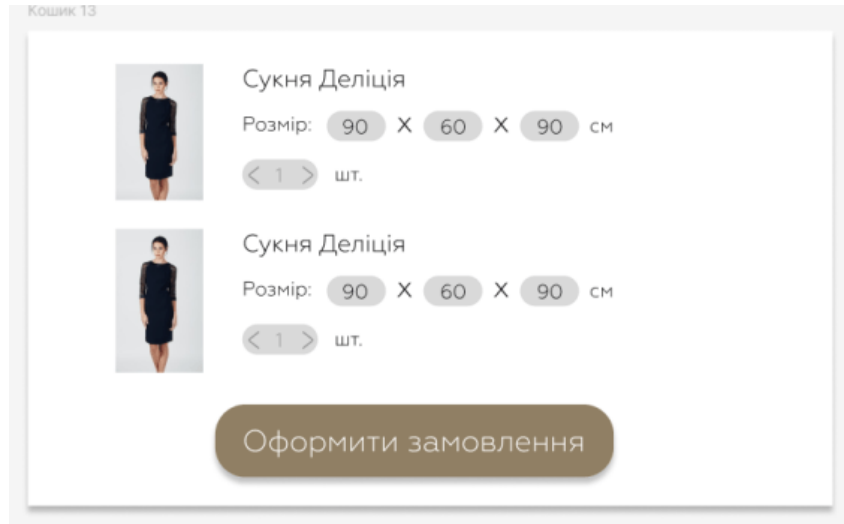 Кошик 13
Сукня Деліція
Розмір: 90 X 60 X 90 см
< 1 > шт.
Сукня Деліція
Розмір: 90 X 60 X 90 см
< 1 > шт.
Оформити замовлення